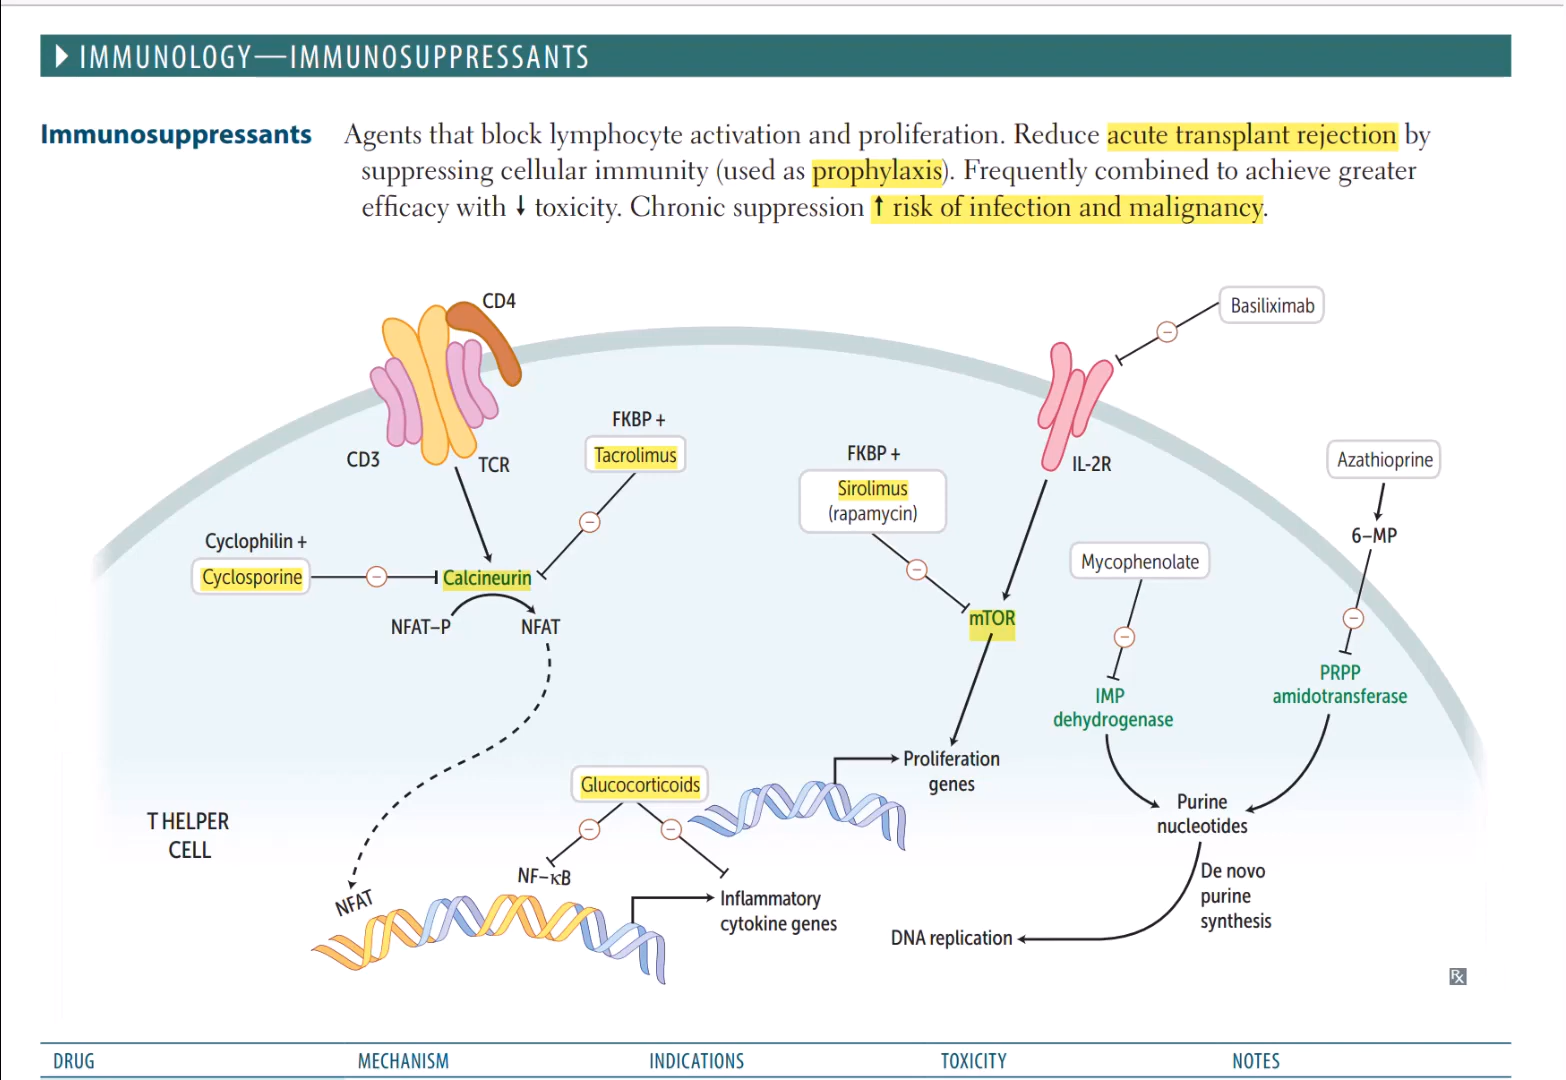 IMMUNOLOGY—IMMUNOSUPPRESSANTS
Immunosuppressants
Agents that block lymphocyte activation and proliferation. Reduce acute transplant rejection by
suppressing cellular immunity (used as prophylaxis). Frequently combined to achieve greater
efficacy with ↓ toxicity. Chronic suppression ↑ risk of infection and malignancy.
CD4
Basiliximab
−
FKBP +
Tacrolimus
CD3
TCR
FKBP +
Sirolimus
(rapamycin)
IL-2R
Azathioprine
−
6–MP
Cyclophilin +
Cyclosporine
−
Calcineurin
−
Mycophenolate
NFAT–P
NFAT
mTOR
−
−
IMP
dehydrogenase
PRPP
amidotransferase
Proliferation
genes
Glucocorticoids
−
−
Purine
nucleotides
T HELPER
CELL
NF–κB
NFAT
Inflammatory
cytokine genes
De novo
purine
synthesis
DNA replication
Rx
DRUG
MECHANISM
INDICATIONS
TOXICITY
NOTES